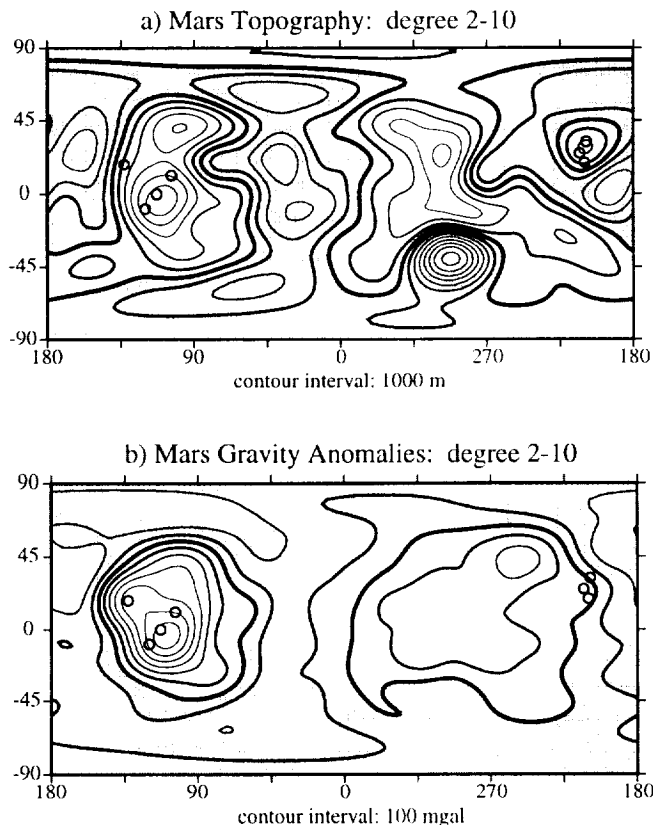 a) Mars Topography: degree 2-10
90
45
0
-45
-90
180 90 0 270 180
contour interval: 1000 m
b) Mars Gravity Anomalies: degree 2-10
90
45
0
-45
-90
180 90 0 270 180
contour interval: 100 mgal